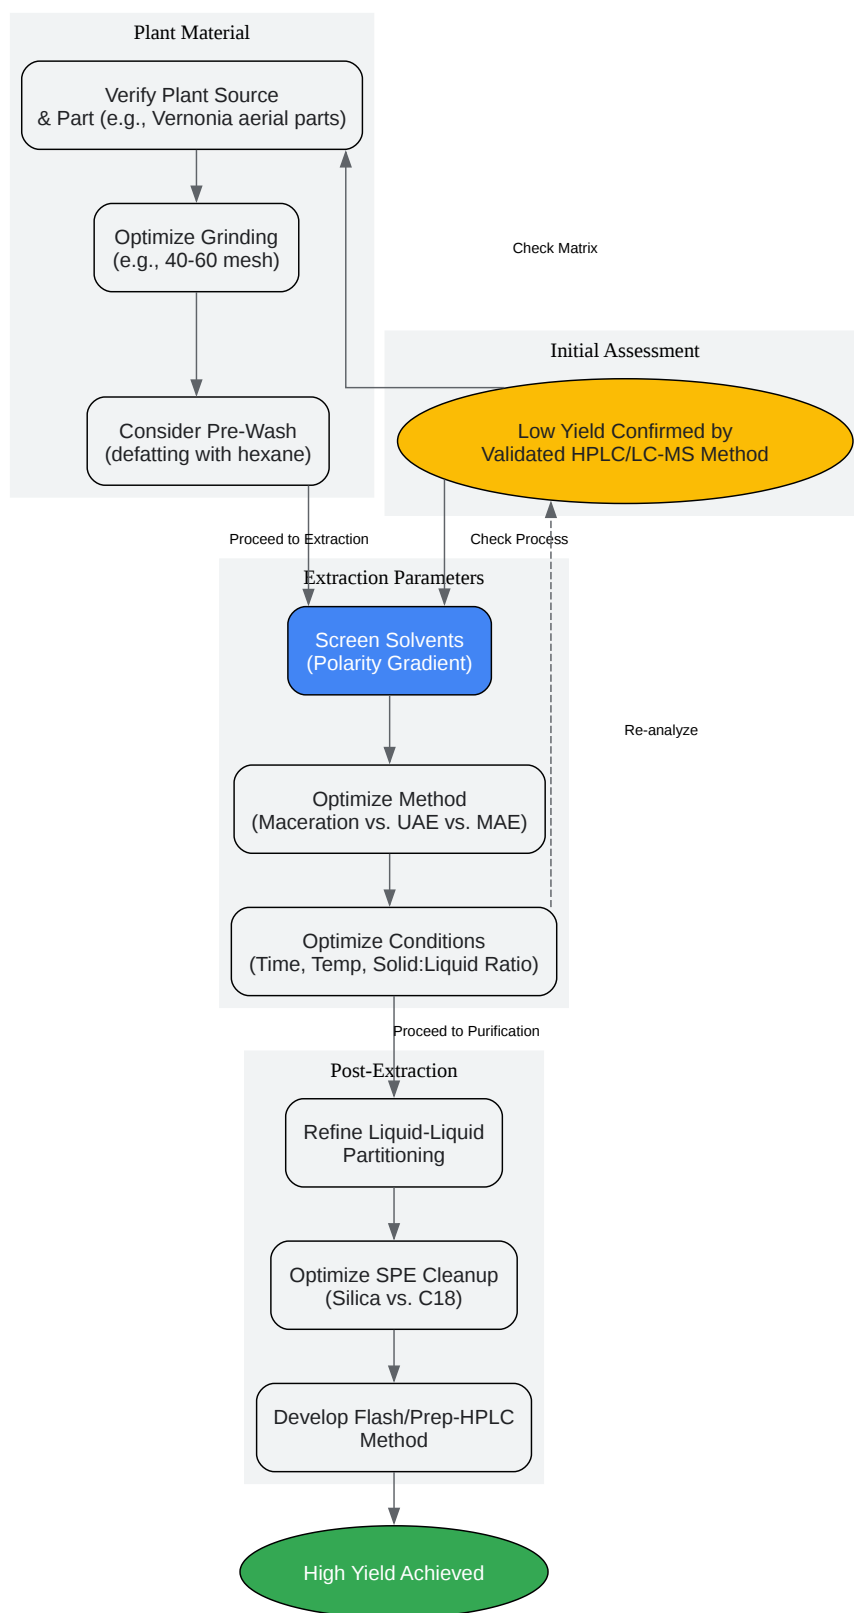 Plant Material
Verify Plant Source
& Part (e.g., Vernonia aerial parts)
Optimize Grinding
(e.g., 40-60 mesh)
Check Matrix
Initial Assessment
Consider Pre-Wash
(defatting with hexane)
Low Yield Confirmed by
Validated HPLC/LC-MS Method
Proceed to Extraction
Check Process
Extraction Parameters
Screen Solvents
(Polarity Gradient)
Re-analyze
Optimize Method
(Maceration vs. UAE vs. MAE)
Optimize Conditions
(Time, Temp, Solid:Liquid Ratio)
Proceed to Purification
Post-Extraction
Refine Liquid-Liquid
Partitioning
Optimize SPE Cleanup
(Silica vs. C18)
Develop Flash/Prep-HPLC
Method
High Yield Achieved